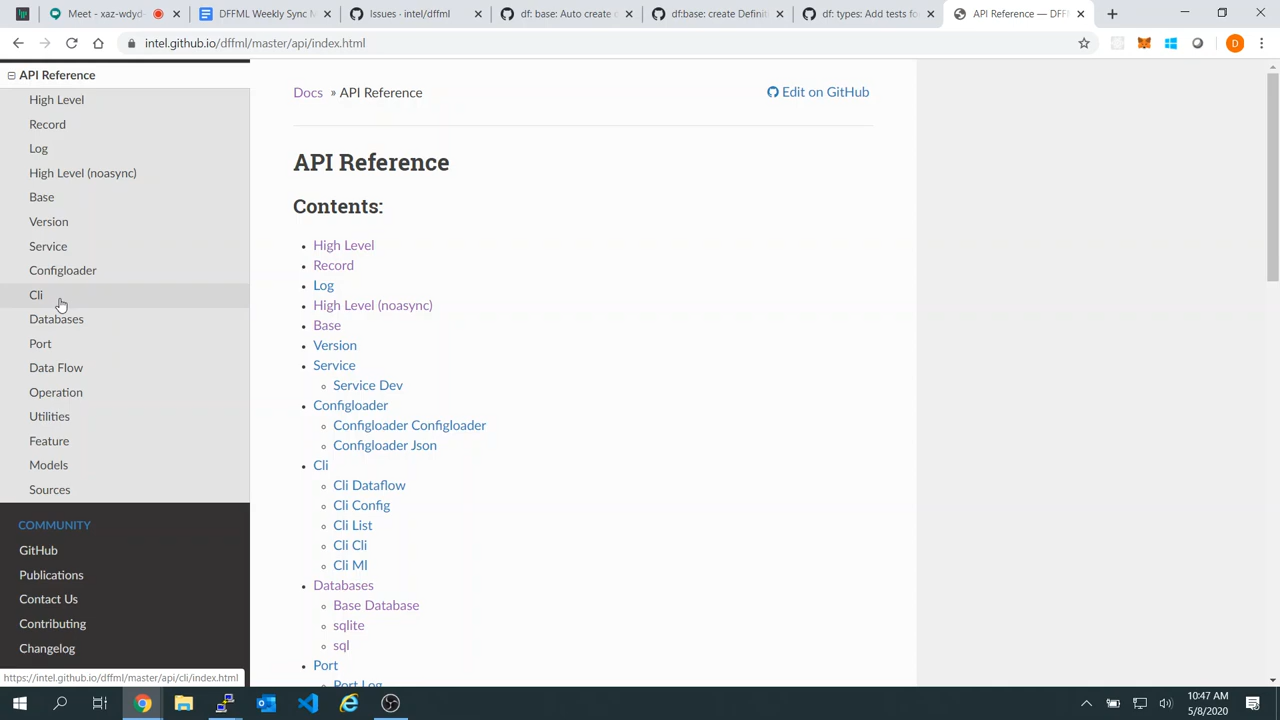 Meet - xaz-wdyd-
DFFML Weekly Sync M
Issues · intel/dffml
df: base: Auto create d
df:base: create Definiti
df: types: Add tests for
API Reference — DFFM
intel.github.io/dffml/master/api/index.html
D
API Reference
High Level
Record
Log
High Level (noasync)
Base
Version
Service
Configloader
Cli
Databases
Port
Data Flow
Operation
Utilities
Feature
Models
Sources
COMMUNITY
GitHub
Publications
Contact Us
Contributing
Changelog
https://intel.github.io/dffml/master/api/cli/index.html
Docs » API Reference
Edit on GitHub
API Reference
Contents:
High Level
Record
Log
High Level (noasync)
Base
Version
Service
Service Dev
Configloader
Configloader Configloader
Configloader Json
Cli
Cli Dataflow
Cli Config
Cli List
Cli Cli
Cli Ml
Databases
Base Database
sqlite
sql
Port
Port Log
10:47 AM
5/8/2020